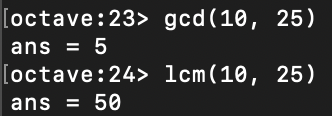 [octave:23> gcd(10, 25)
ans = 5
[octave:24> lcm(10, 25)
ans = 50